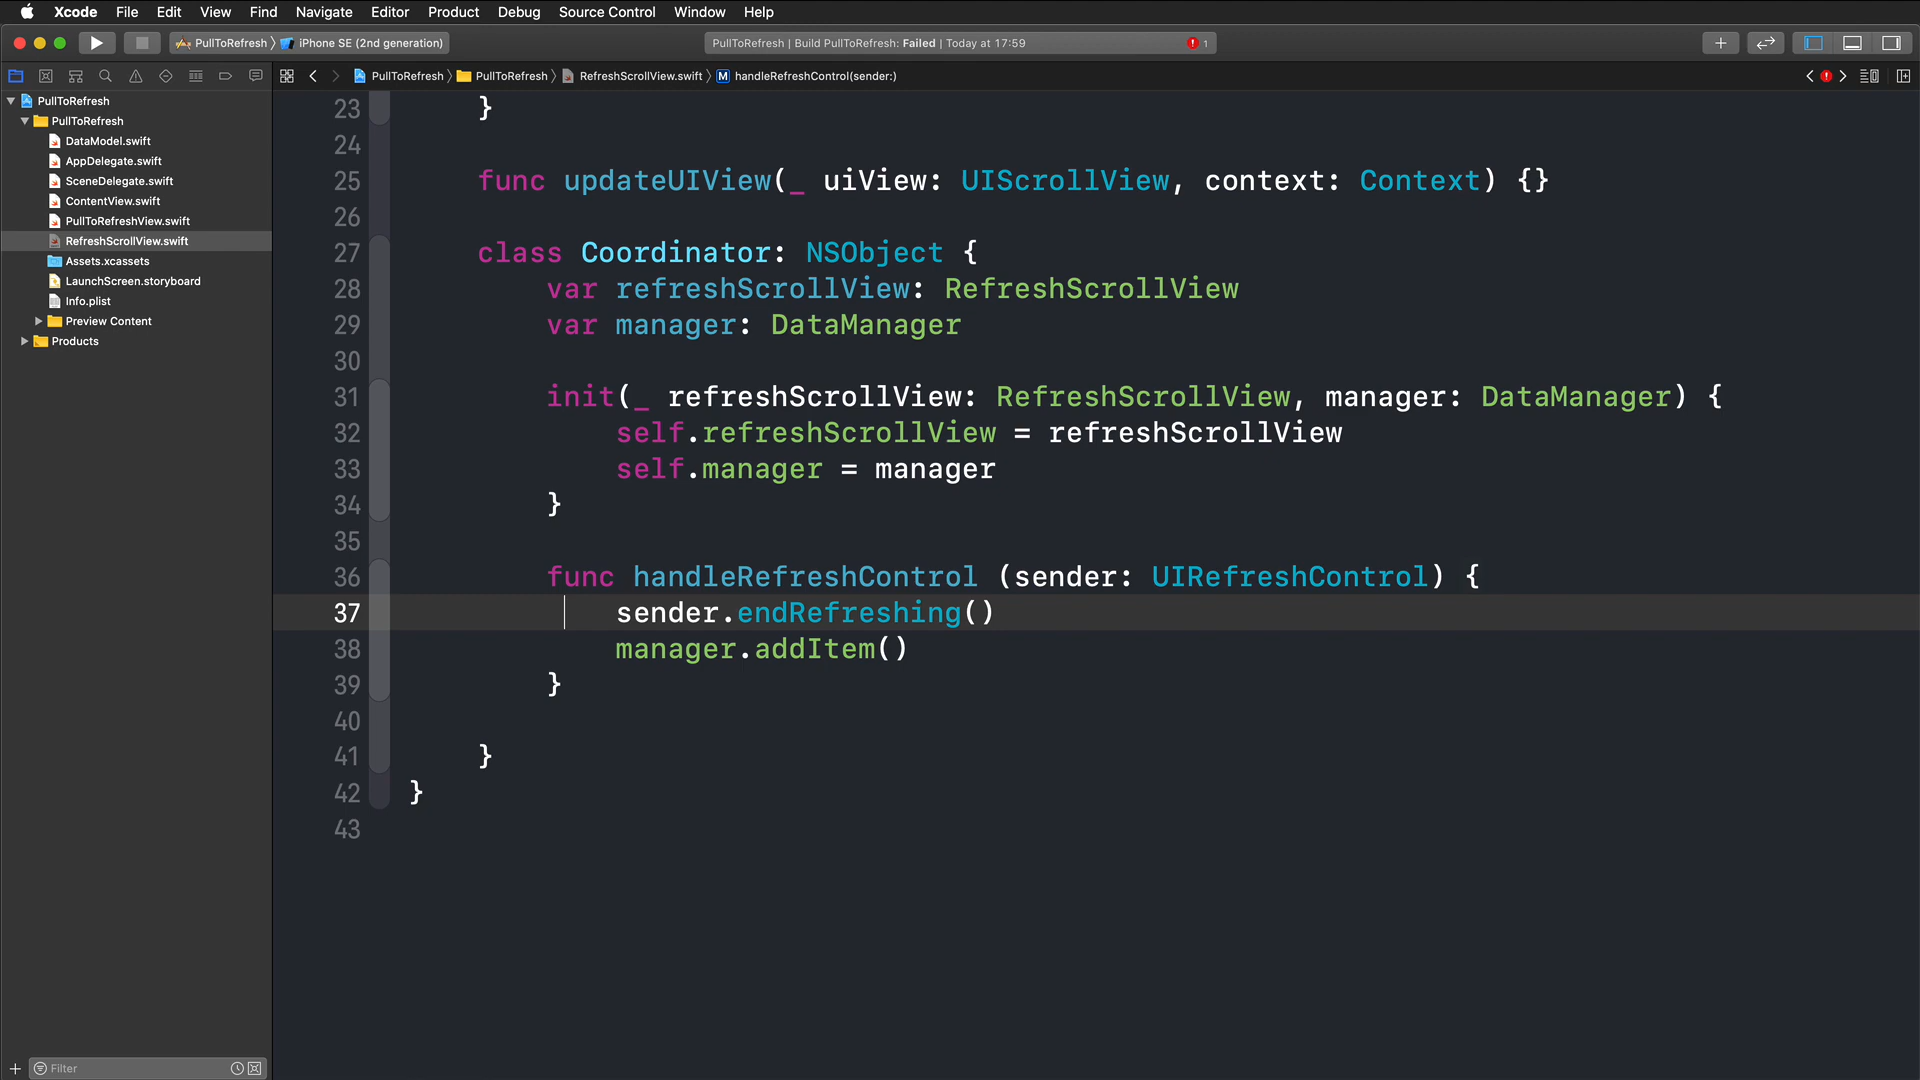 Xcode File Edit View Find Navigate Editor Product Debug Source Control Window Help
PullToRefresh iPhone SE (2nd generation)
PullToRefresh | Build PullToRefresh: Failed | Today at 17:59
1
PullToRefresh PullToRefresh RefreshScrollView.swift M handleRefreshControl(sender:)
PullToRefresh
PullToRefresh
DataModel.swift
AppDelegate.swift
SceneDelegate.swift
ContentView.swift
PullToRefreshView.swift
RefreshScrollView.swift
Assets.xcassets
LaunchScreen.storyboard
Info.plist
Preview Content
Products
Filter
23 }
24
25 func updateUIView(_ uiView: UIScrollView, context: Context) {}
26
27 class Coordinator: NSObject {
28 var refreshScrollView: RefreshScrollView
29 var manager: DataManager
30
31 init(_ refreshScrollView: RefreshScrollView, manager: DataManager) {
32 self.refreshScrollView = refreshScrollView
33 self.manager = manager
34 }
35
36 func handleRefreshControl (sender: UIRefreshControl) {
37 sender.endRefreshing()
38 manager.addItem()
39 }
40
41 }
42 }
43